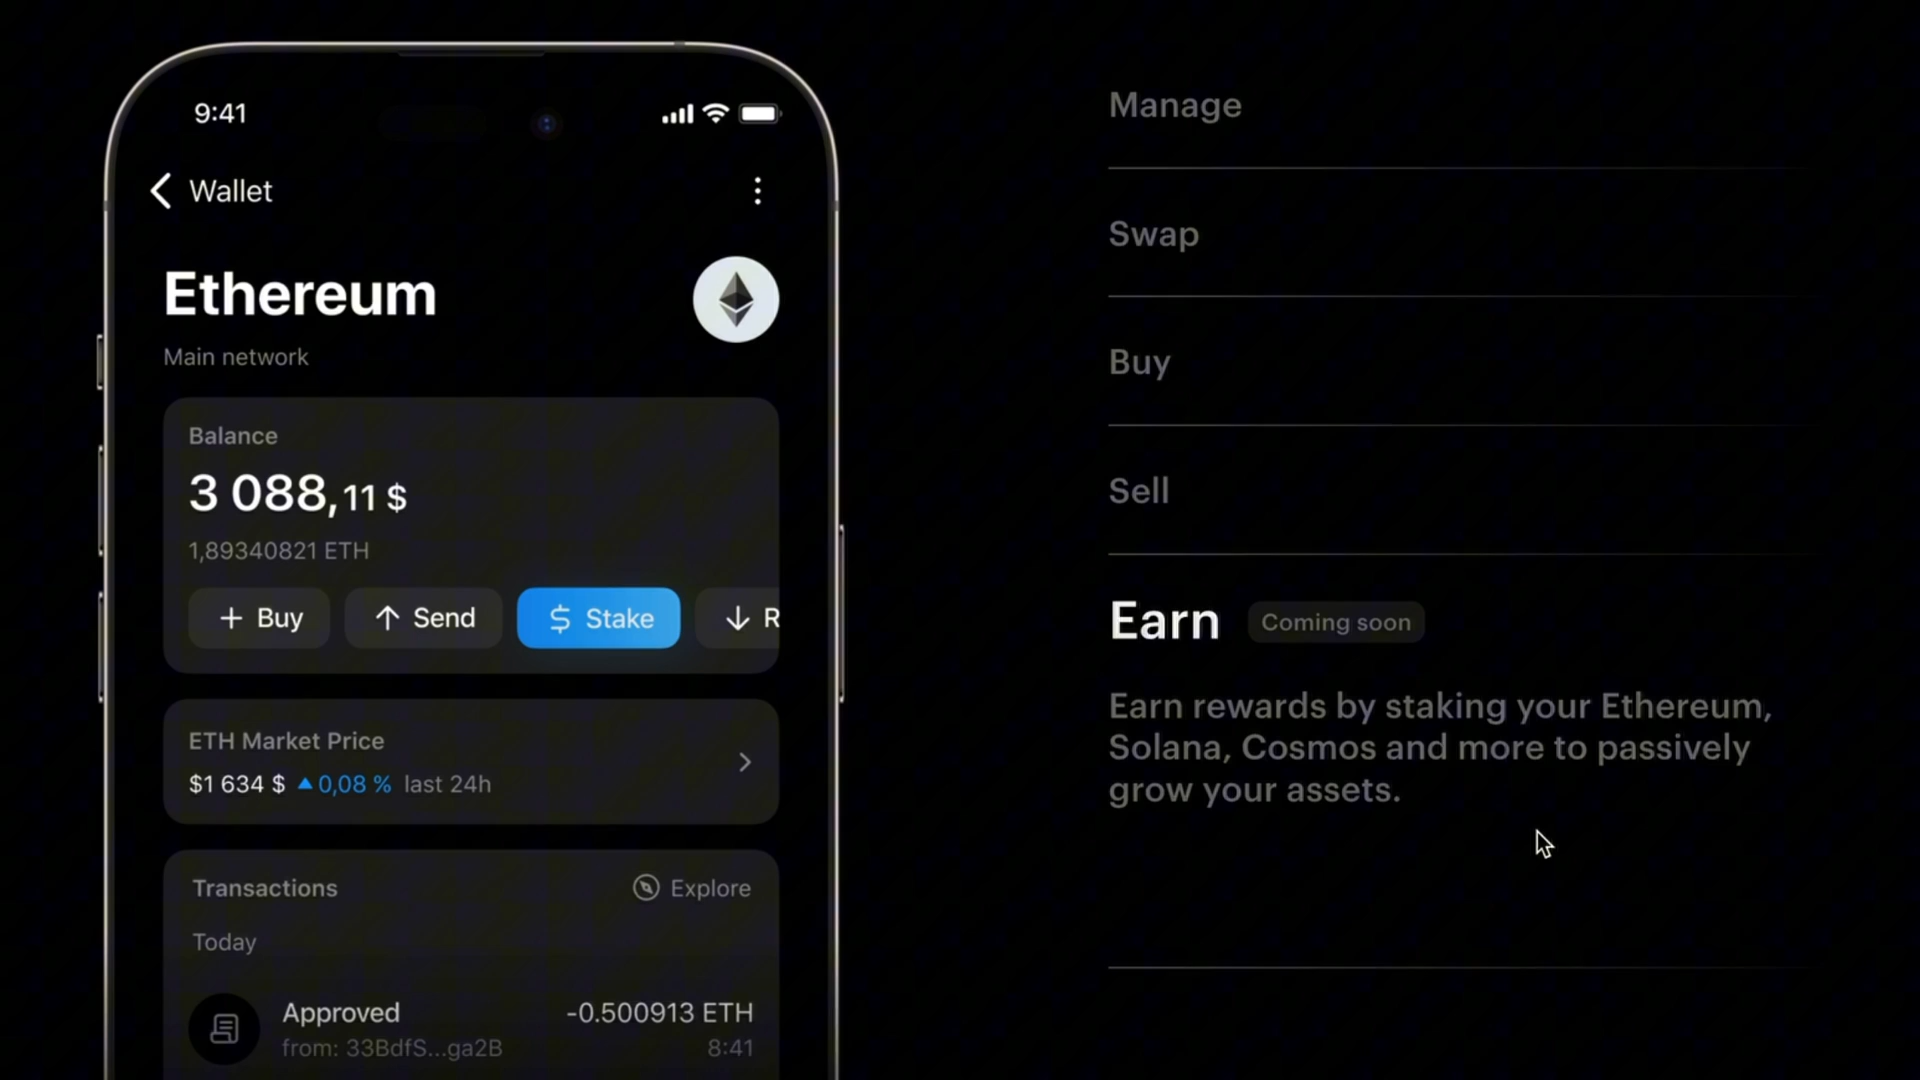 9:41
Wallet
Ethereum
Main network
Balance
3 088,11 $
1,89340821 ETH
+ Buy
Send
$ Stake
R
ETH Market Price
$1 634 $ ▲0,08 % last 24h
Transactions
Explore
Today
Approved
-0.500913 ETH
from: 33BdfS...ga2B
8:41
Manage
Swap
Buy
Sell
Earn
Coming soon
Earn rewards by staking your Ethereum,
Solana, Cosmos and more to passively
grow your assets.